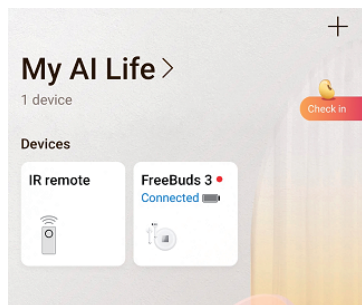 My AI Life
1 device
Check in
Devices
IR remote
FreeBuds 3
Connected